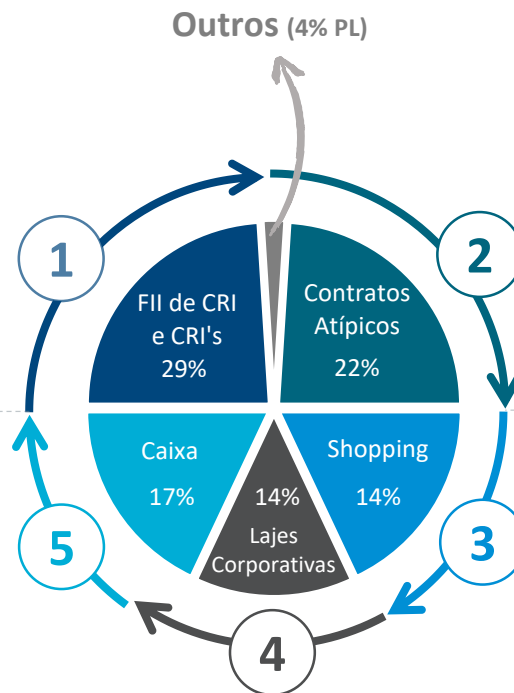 Outros (4% PL)
1
2
FII de CRI
e CRI's
29%
Contratos
Atípicos
22%
Caixa
17%
14%
Lajes
Corporativas
Shopping
14%
5
3
4